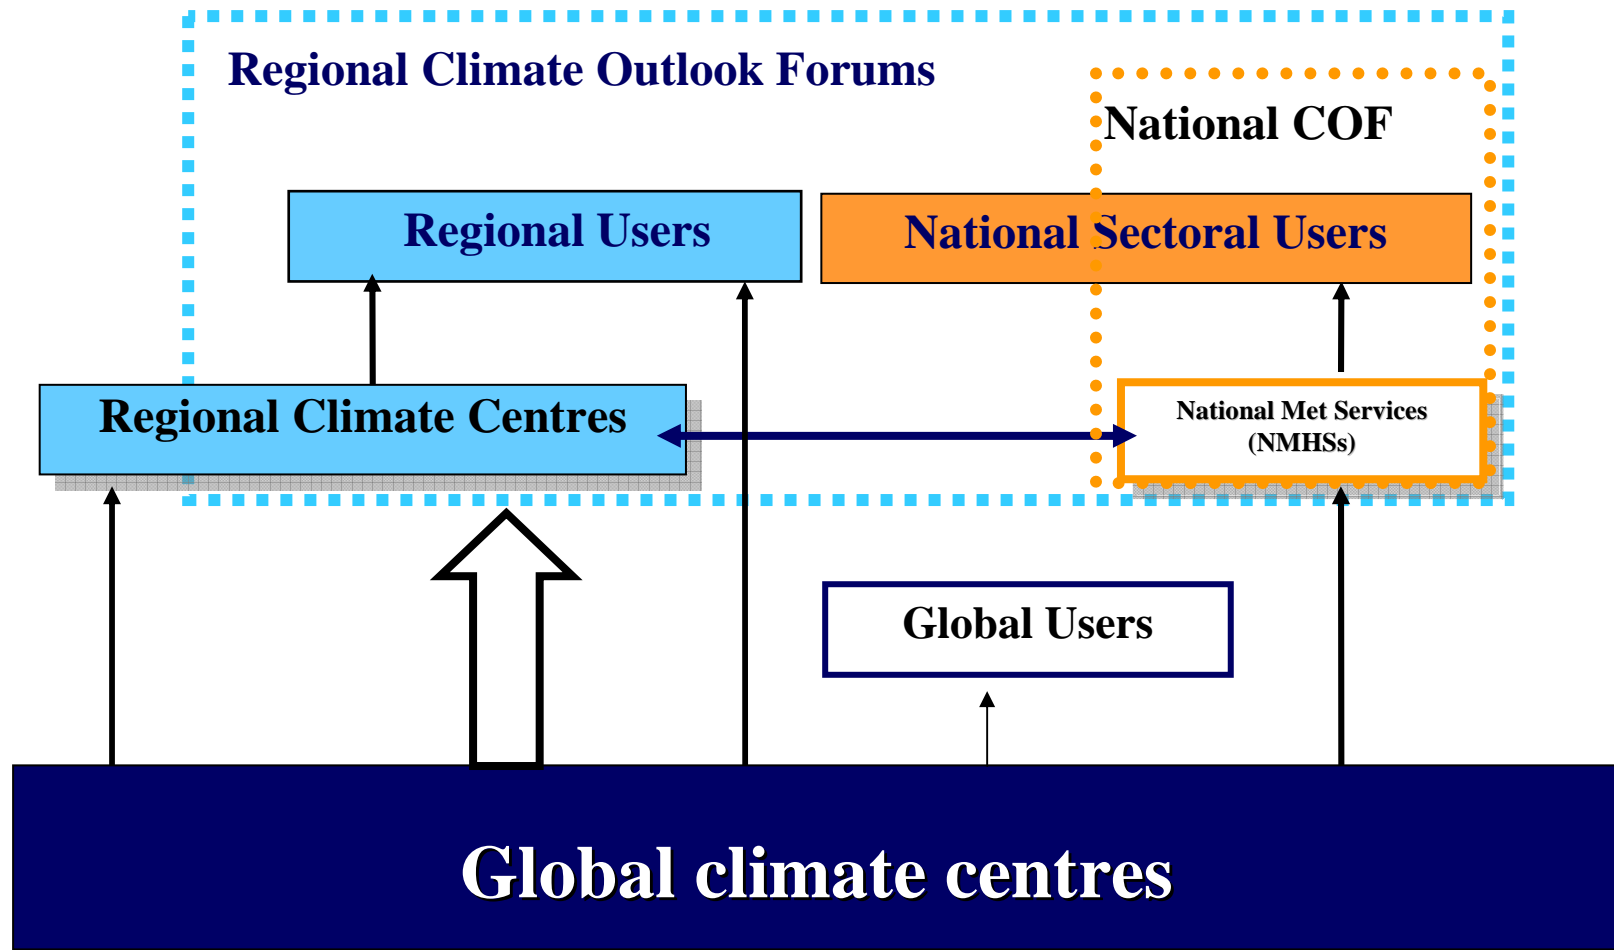 Regional Climate Outlook Forums
National COF
Regional Users
National Sectoral Users
Regional Climate Centres
National Met Services
(NMHSs)
Global Users
Global climate centres